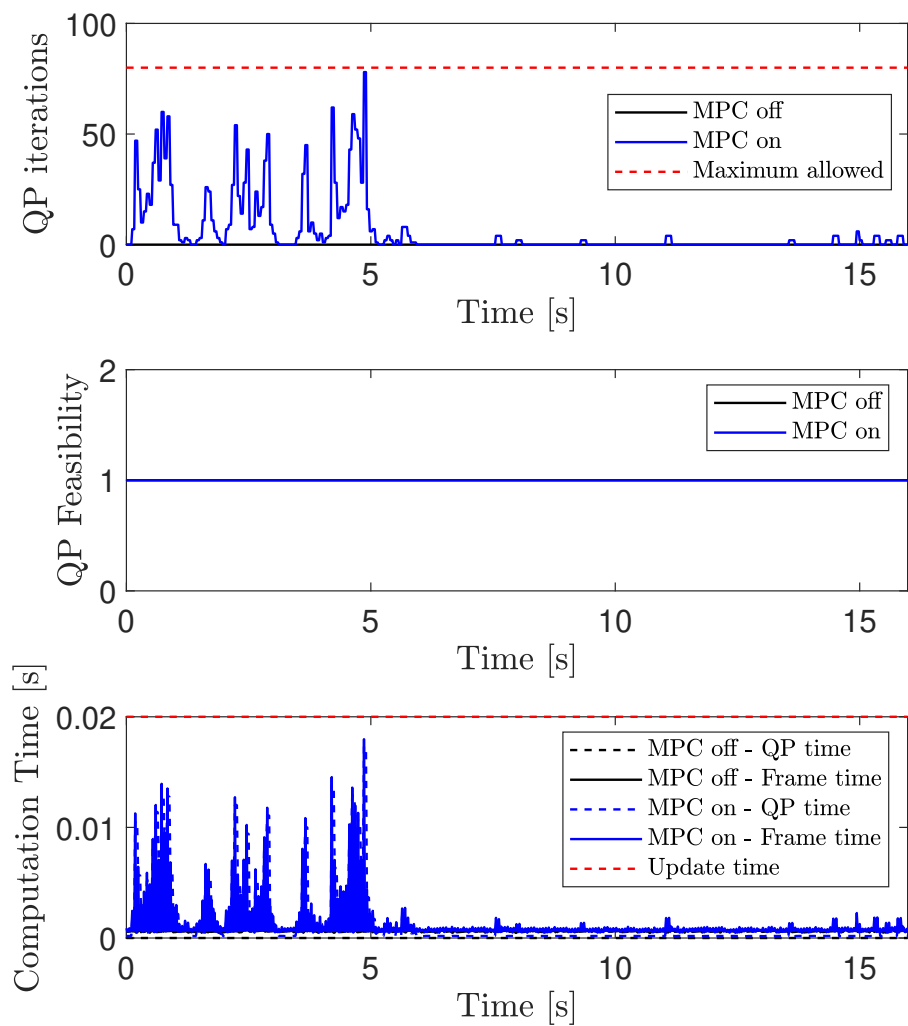 100
50
0
QP iterations
MPC off
MPC on
Maximum allowed
0
5
10
15
Time [s]
2
1
0
QP Feasibility
MPC off
MPC on
0
5
10
15
Time [s]
0.02
0.01
0
Computation Time [s]
MPC off - QP time
MPC off - Frame time
MPC on - QP time
MPC on - Frame time
Update time
0
5
10
15
Time [s]